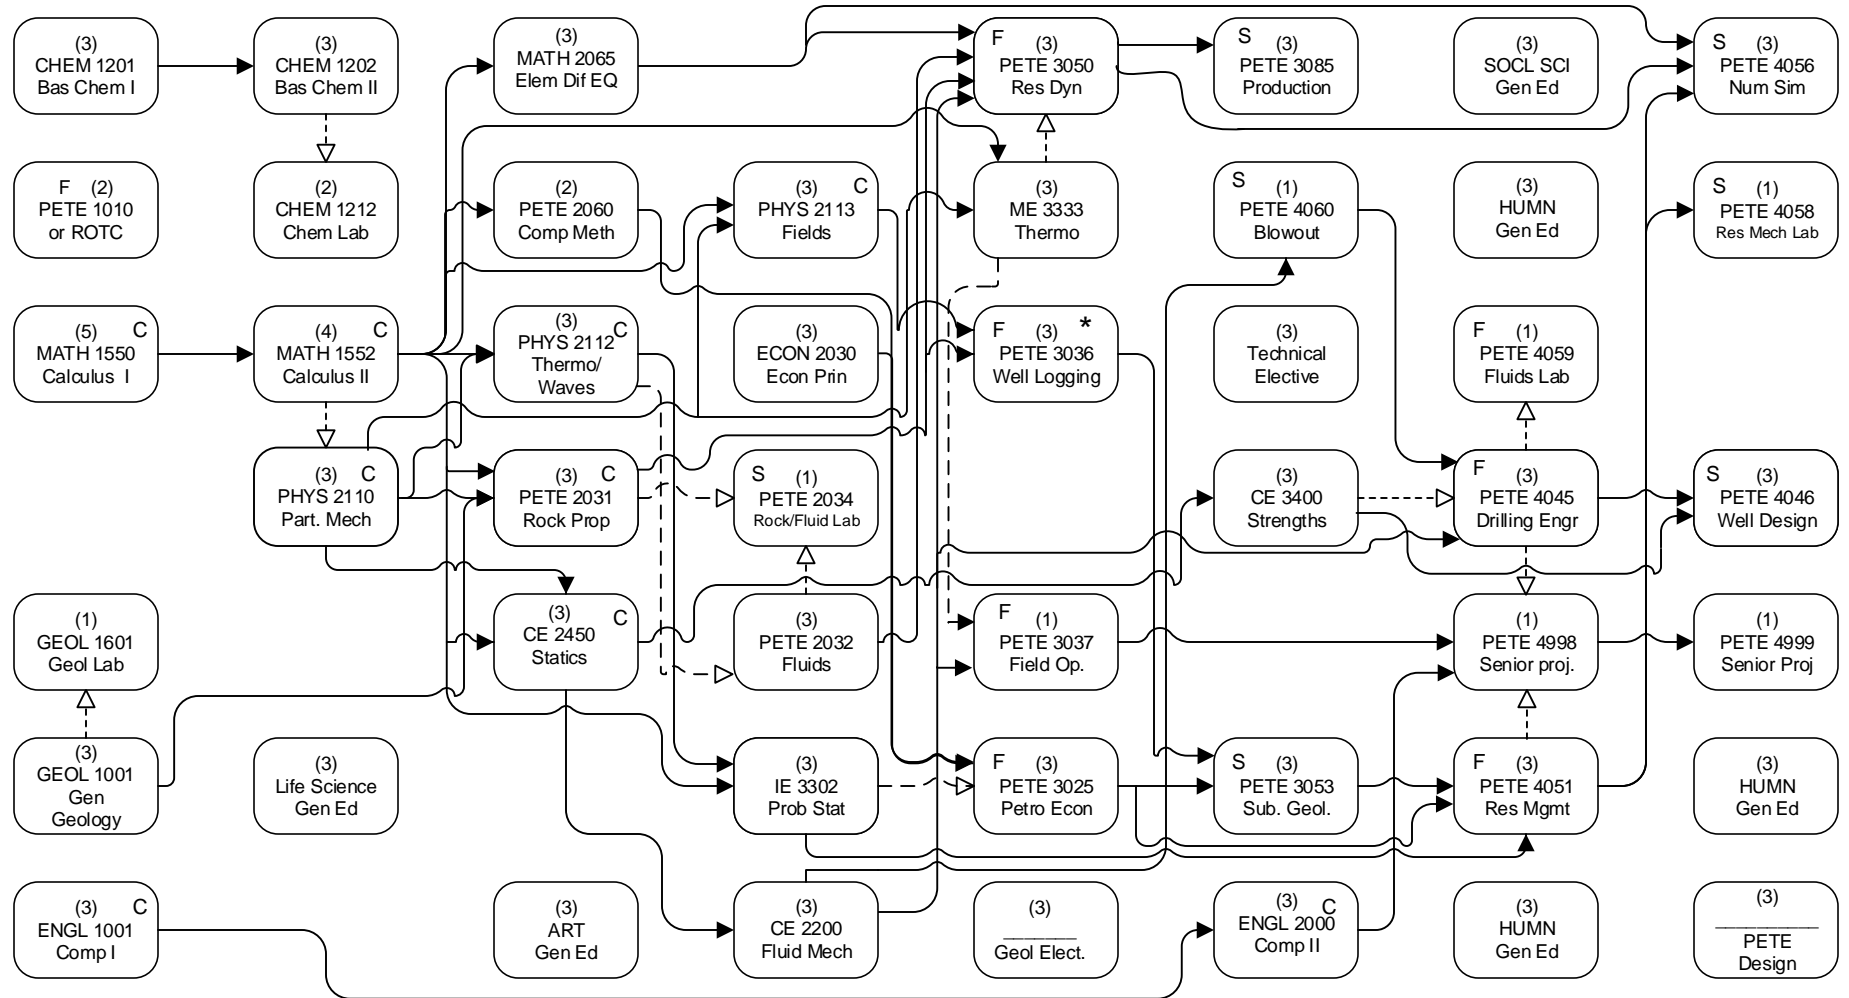 (3)
CHEM 1201
Bas Chem I
(3)
CHEM 1202
Bas Chem II
(3)
MATH 2065
Elem Dif EQ
F (3)
PETE 3050
Res Dyn
S (3)
PETE 3085
Production
(3)
SOCL SCI
Gen Ed
S (3)
PETE 4056
Num Sim
F (2)
PETE 1010
or ROTC
(2)
CHEM 1212
Chem Lab
(2)
PETE 2060
Comp Meth
(3) C
PHYS 2113
Fields
(3)
ME 3333
Thermo
S (1)
PETE 4060
Blowout
(3)
HUMN
Gen Ed
S (1)
PETE 4058
Res Mech Lab
(5) C
MATH 1550
Calculus I
(4) C
MATH 1552
Calculus II
(3) C
PHYS 2112
Thermo/
Waves
(3)
ECON 2030
Econ Prin
F (3) *
PETE 3036
Well Logging
(3)
Technical
Elective
F (1)
PETE 4059
Fluids Lab
(3) C
PHYS 2110
Part. Mech
(3) C
PETE 2031
Rock Prop
S (1)
PETE 2034
Rock/Fluid Lab
(3)
CE 3400
Strengths
F (3)
PETE 4045
Drilling Engr
S (3)
PETE 4046
Well Design
(1)
GEOL 1601
Geol Lab
(3) C
CE 2450
Statics
(3)
PETE 2032
Fluids
F (1)
PETE 3037
Field Op.
(1)
PETE 4998
Senior proj.
(1)
PETE 4999
Senior Proj
(3)
GEOL 1001
Gen
Geology
(3)
Life Science
Gen Ed
(3)
IE 3302
Prob Stat
F (3)
PETE 3025
Petro Econ
S (3)
PETE 3053
Sub. Geol.
F (3)
PETE 4051
Res Mgmt
(3)
HUMN
Gen Ed
(3) C
ENGL 1001
Comp I
(3)
ART
Gen Ed
(3)
CE 2200
Fluid Mech
(3)
_______
Geol Elect.
(3) C
ENGL 2000
Comp II
(3)
HUMN
Gen Ed
(3)
__________
PETE
Design